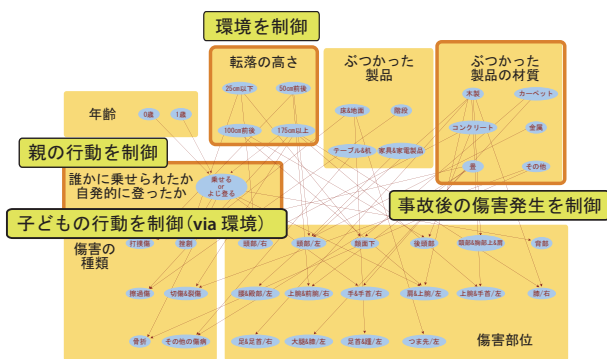 環境を制御
転落の高さ
25cm以下
50cm前後
100cm前後
175cm以上
ぶつかった
製品
床&地面
階段
テーブル&机
家具&家電製品
ぶつかった
製品の材質
木製
カーペット
コンクリート
金属
畳
その他
年齢
0歳
1歳
親の行動を制御
誰かに乗せられたか
自発的に登ったか
乗せる
or
よじ登る
子どもの行動を制御(via 環境)
事故後の傷害発生を制御
傷害の
種類
打撲傷
挫創
擦過傷
切傷&裂傷
骨折
その他の傷病
頭部/右
頭部/左
顔面下
後頭部
頸部&胸部上&肩
背部
腰&殿部/左
上腕&前腕/右
手&手首/右
肩&上腕/左
上腕&手首/左
膝/右
足&足首/右
大腿&膝/左
足首&踵/左
つま先/左
傷害部位